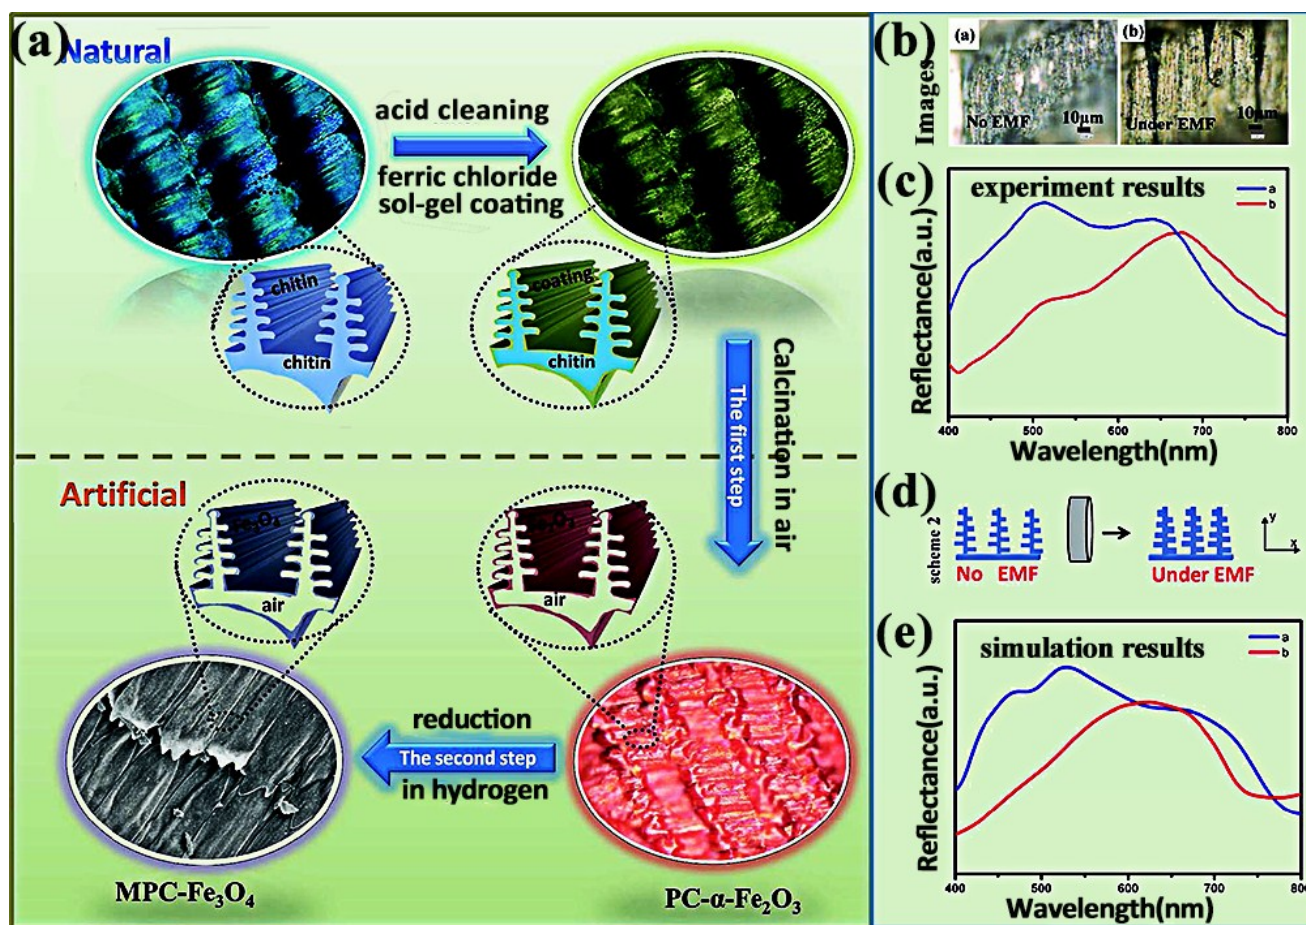 (a)
Natural
acid cleaning
ferric chloride
sol-gel coating
chitin
chitin
coating
chitin
Calcination in air
The first step
Artificial
Fe₃O₄
air
air
reduction
The second step
in hydrogen
MPC-Fe₃O₄
PC-α-Fe₂O₃
(b)
Images
(a)
No EMF
10μm
(b)
Under EMF
10μm
(c)
experiment results
a
b
Reflectance(a.u.)
400 500 600 700 800
Wavelength(nm)
(d)
scheme 2
No EMF
Under EMF
y
x
(e)
simulation results
a
b
Reflectance(a.u.)
400 500 600 700 800
Wavelength(nm)